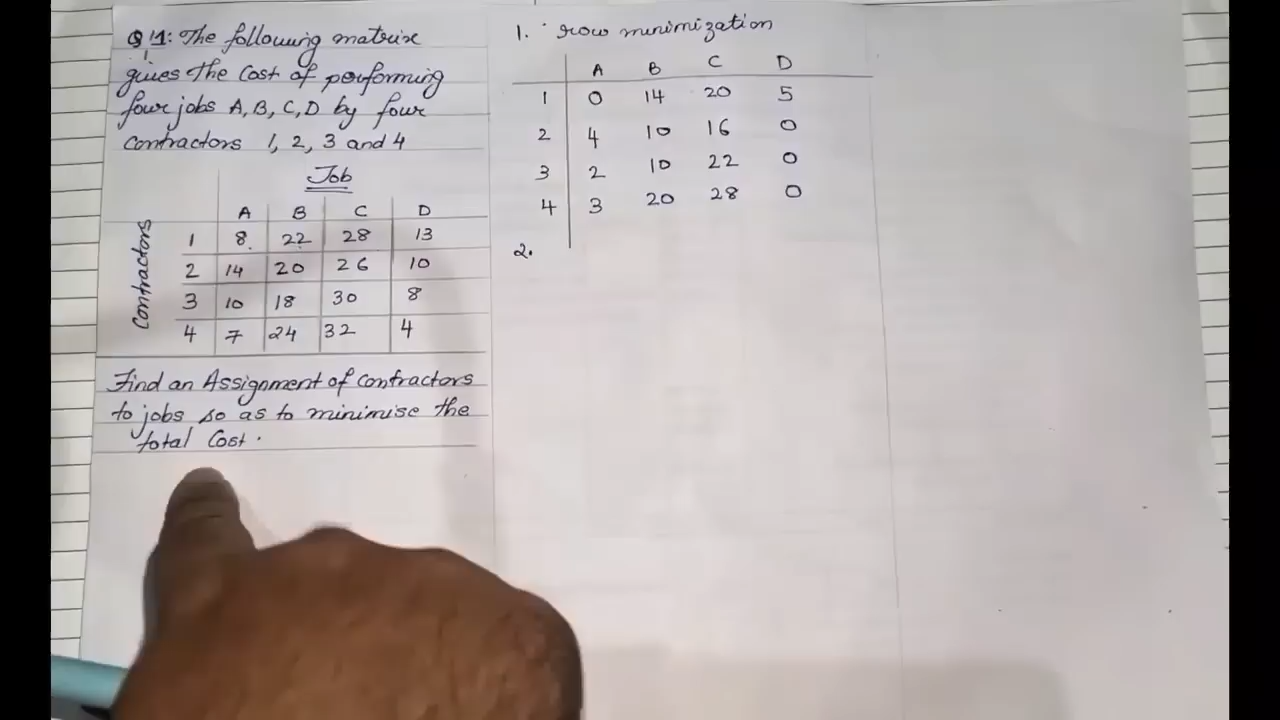 Q 1: The following matrix
gives the Cost of performing
four jobs A, B, C, D by four
contractors 1, 2, 3 and 4
Job
A B C D
Contractors
1 8 22 28 13
2 14 20 26 10
3 10 18 30 8
4 7 24 32 4
Find an Assignment of contractors
to jobs so as to minimise the
total Cost.
1. row minimization
A B C D
1 0 14 20 5
2 4 10 16 0
3 2 10 22 0
4 3 20 28 0
2.